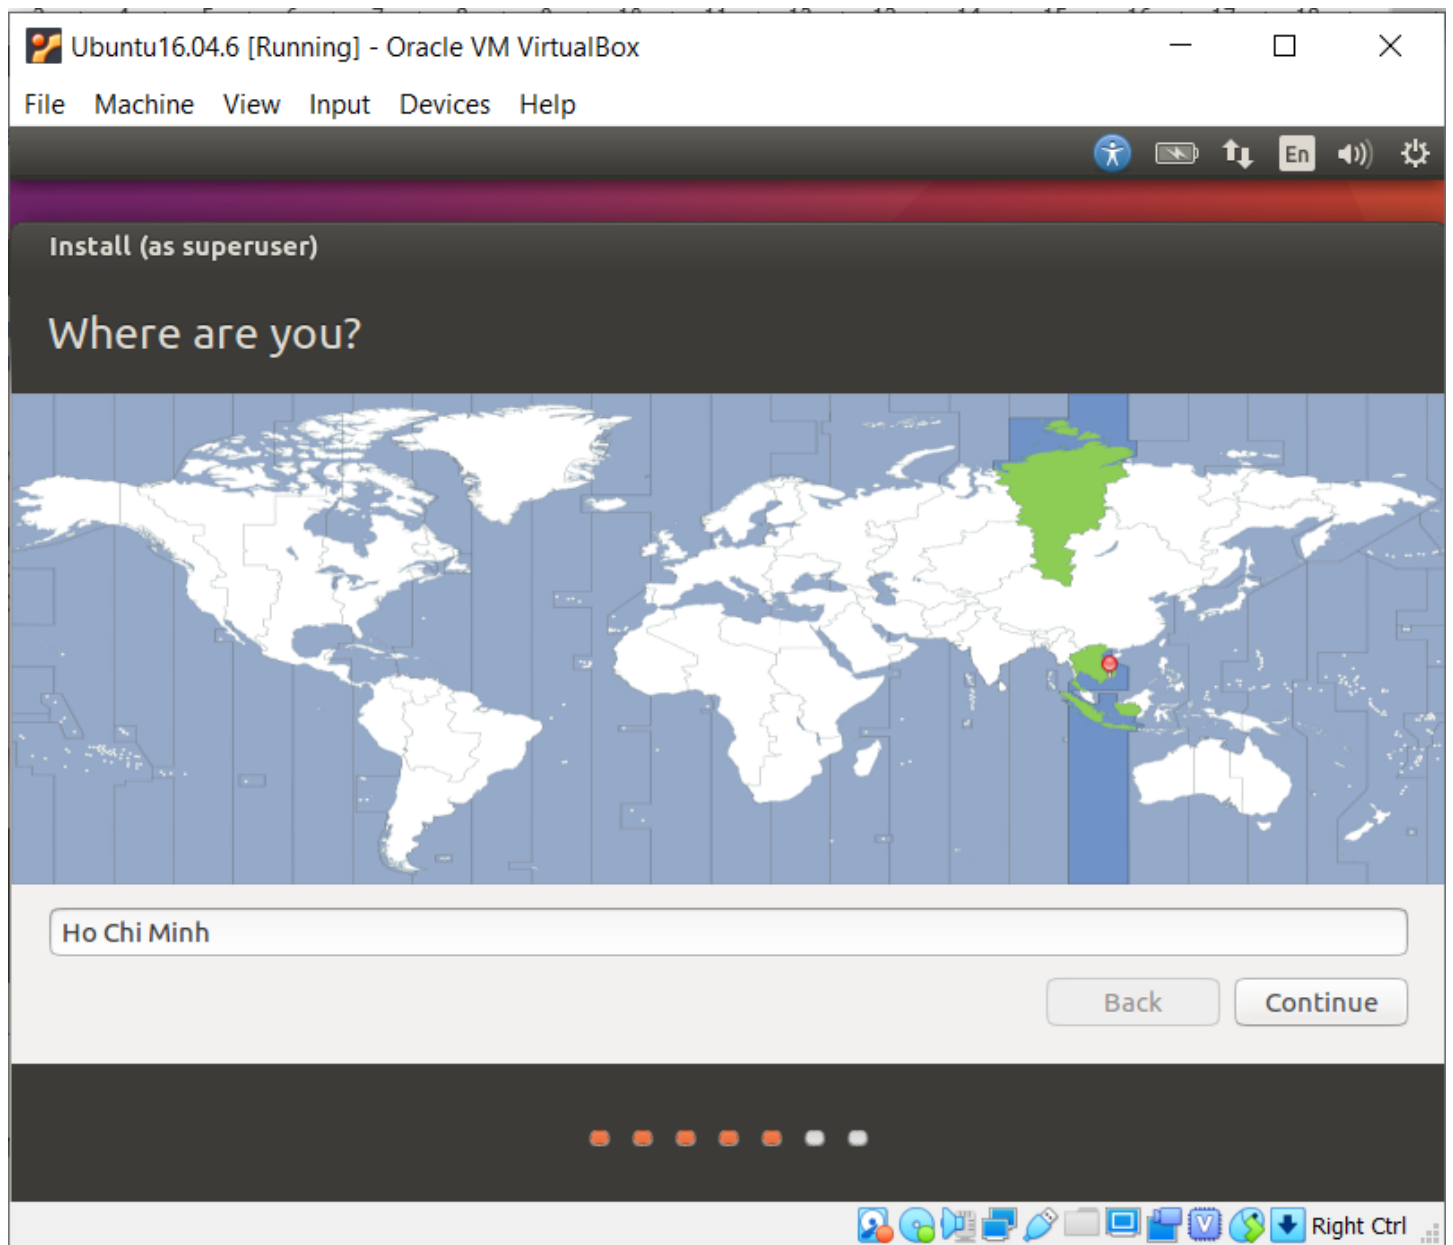 Ubuntu16.04.6 [Running] - Oracle VM VirtualBox
File Machine View Input Devices Help
En
Install (as superuser)
Where are you?
Ho Chi Minh
Back Continue
V
Right Ctrl